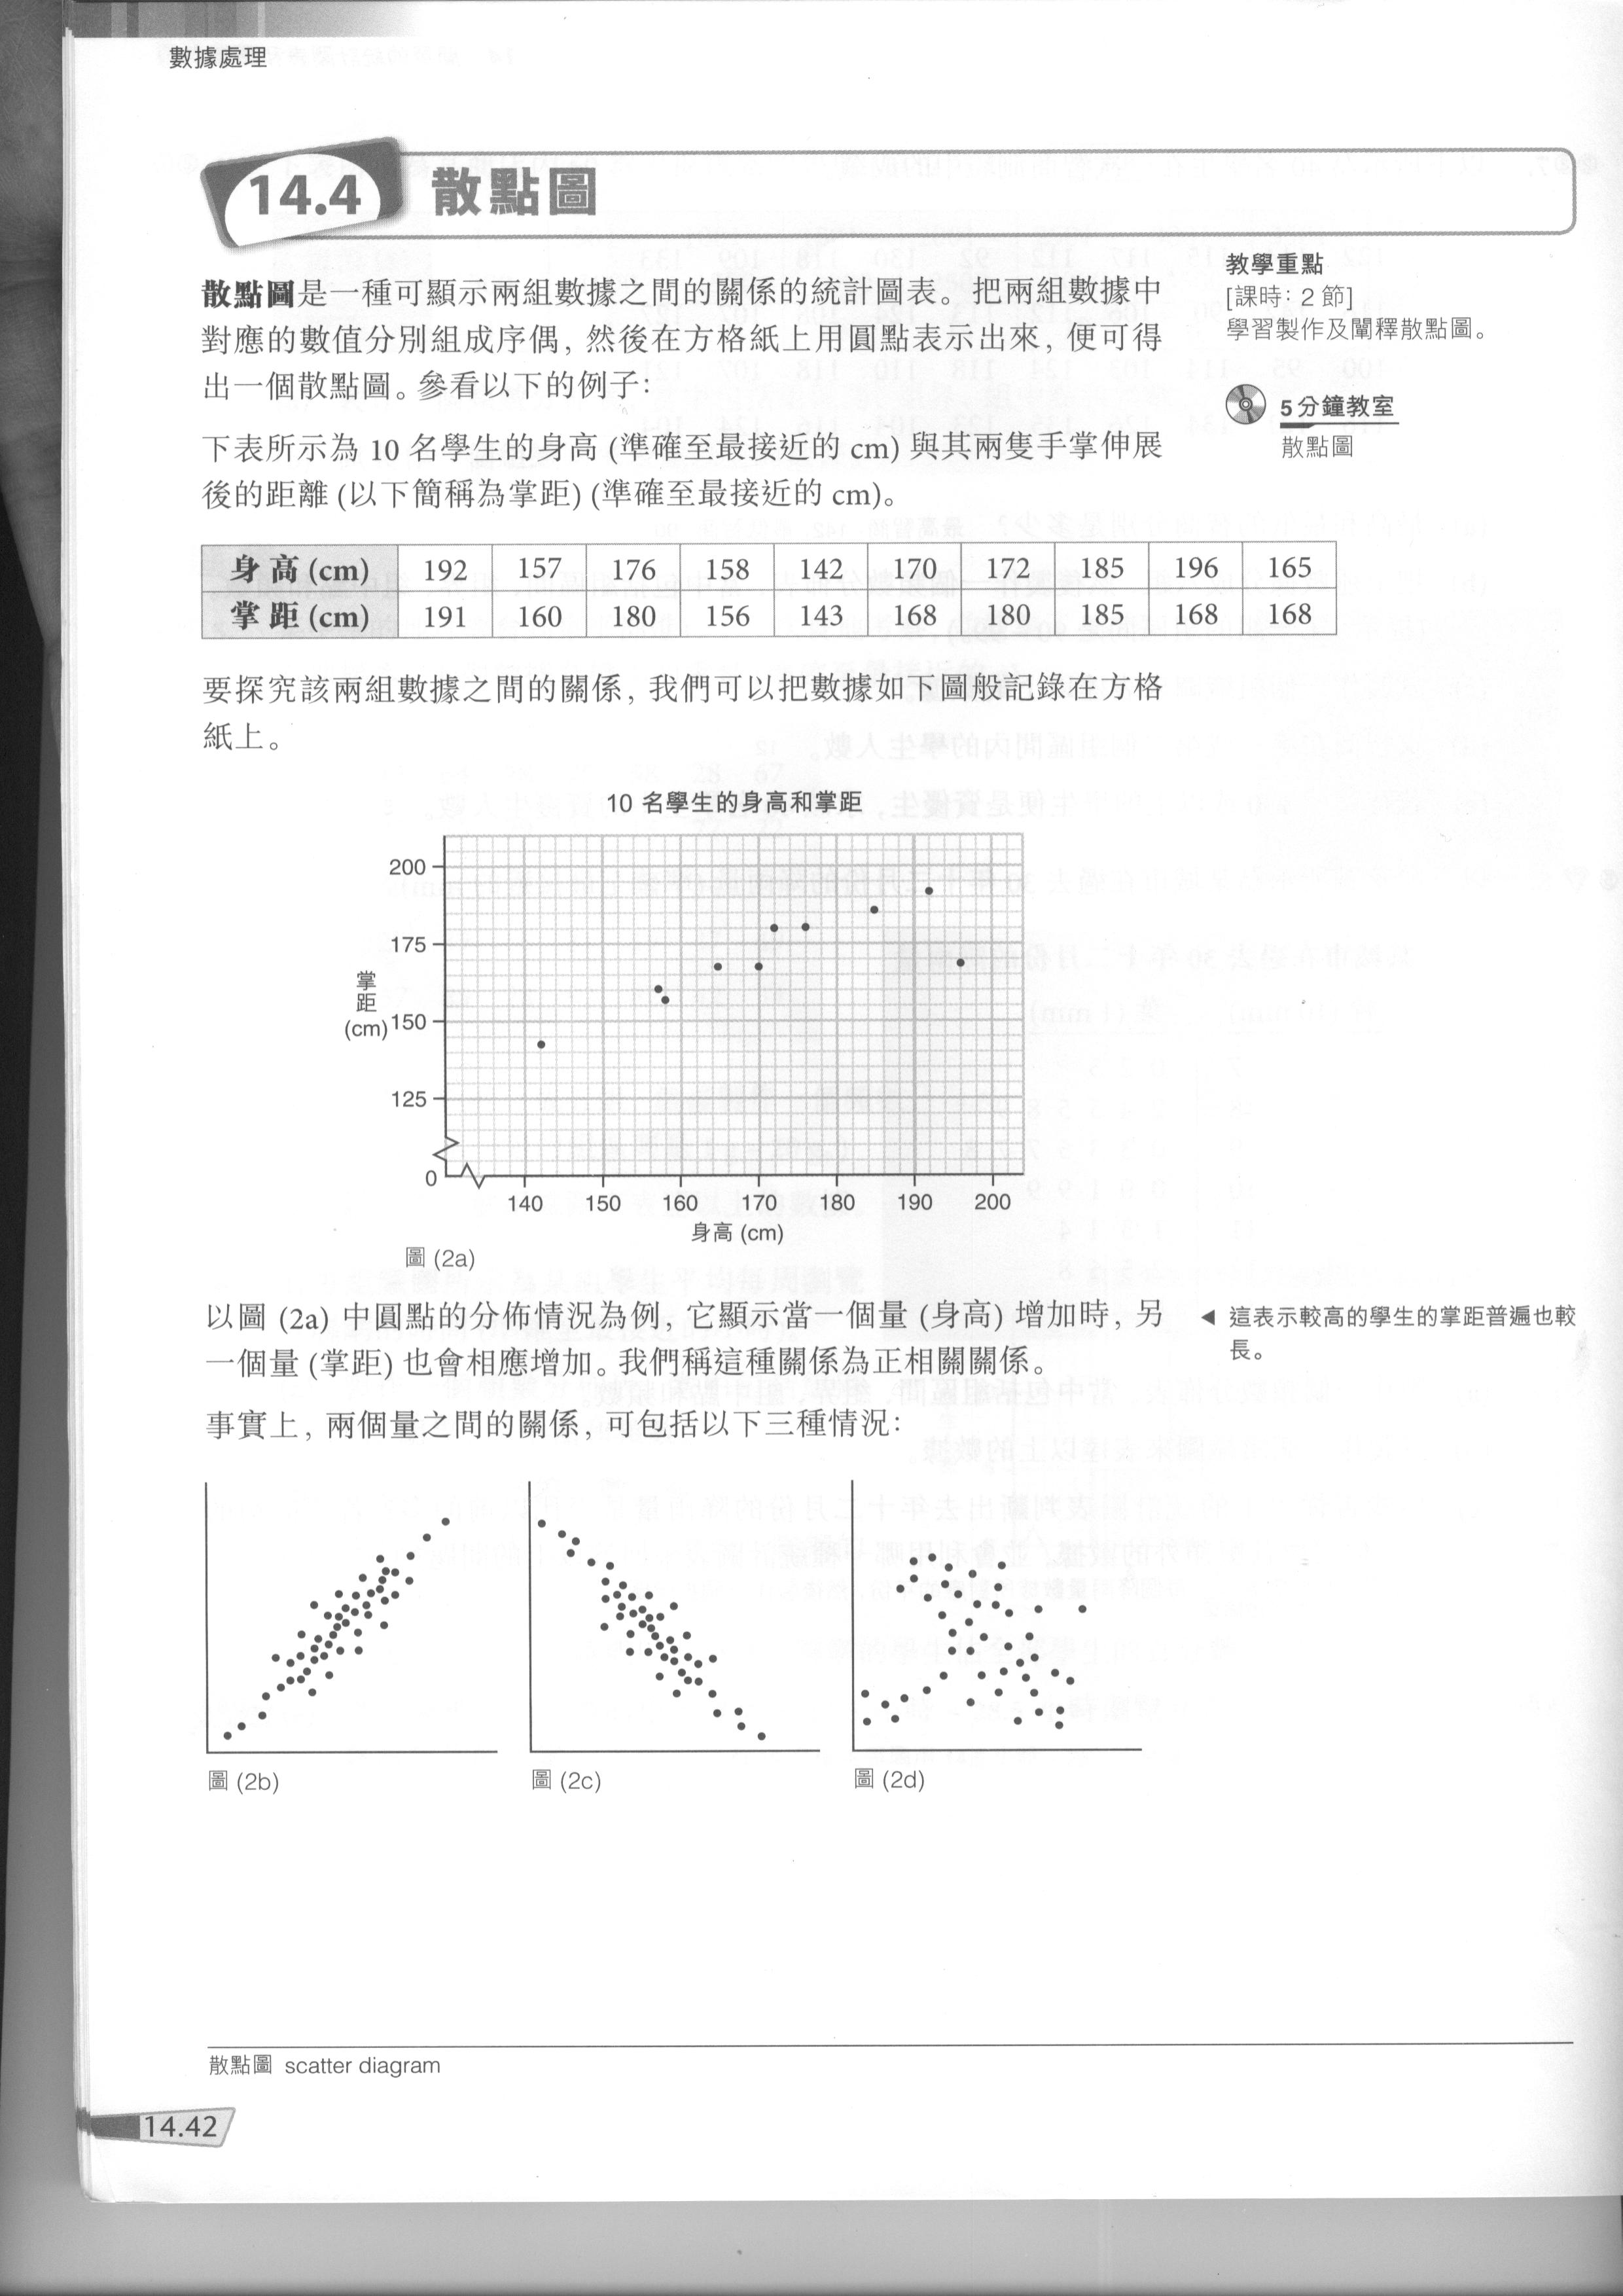 數據處理
14.4 散點圖
散點圖是一種可顯示兩組數據之間的關係的統計圖表。把兩組數據中
對應的數值分別組成序偶，然後在方格紙上用圓點表示出來，便可得
出一個散點圖。參看以下的例子：
教學重點
[課時：2 節]
學習製作及闡釋散點圖。
5分鐘教室
散點圖
下表所示為 10 名學生的身高 (準確至最接近的 cm) 與其兩隻手掌伸展
後的距離 (以下簡稱為掌距) (準確至最接近的 cm)。
身高 (cm) 192 157 176 158 142 170 172 185 196 165
掌距 (cm) 191 160 180 156 143 168 180 185 168 168
要探究該兩組數據之間的關係，我們可以把數據如下圖般記錄在方格
紙上。
10 名學生的身高和掌距
200
175
150
125
0
掌距 (cm)
140 150 160 170 180 190 200
身高 (cm)
圖 (2a)
以圖 (2a) 中圓點的分佈情況為例，它顯示當一個量 (身高) 增加時，另
一個量 (掌距) 也會相應增加。我們稱這種關係為正相關關係。
◀ 這表示較高的學生的掌距普遍也較
長。
事實上，兩個量之間的關係，可包括以下三種情況：
圖 (2b) 圖 (2c) 圖 (2d)
散點圖 scatter diagram
14.42